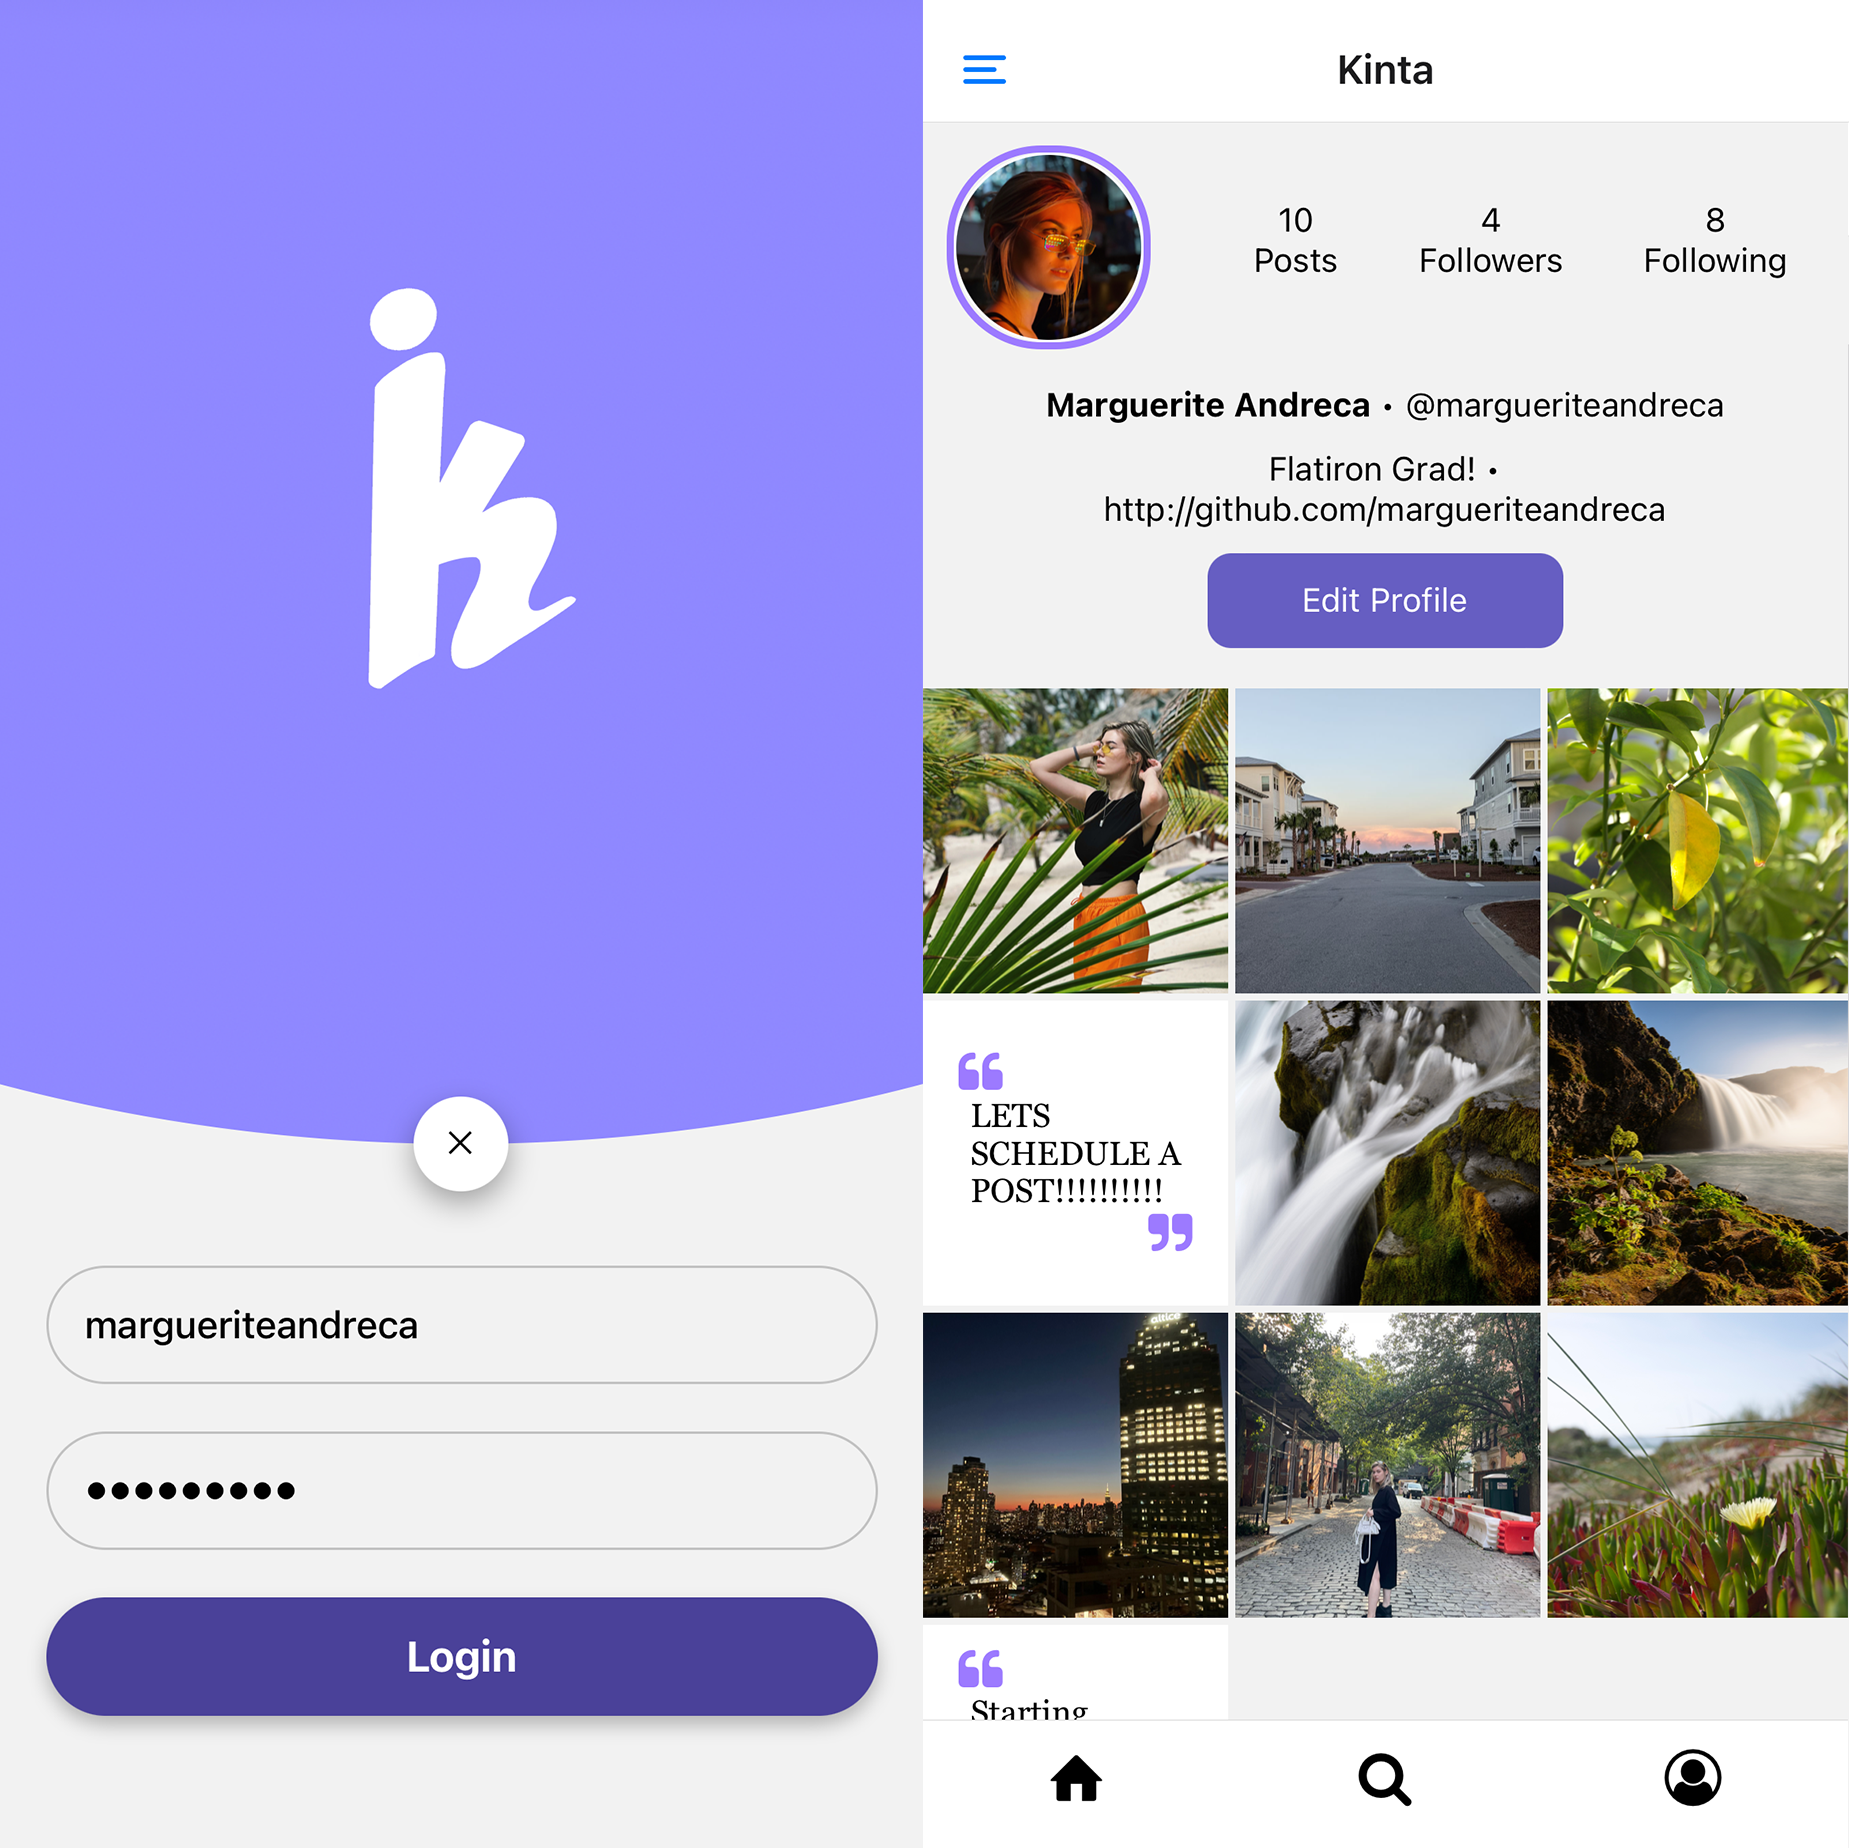 k
margueriteandreca
Login
Kinta
10
Posts
4
Followers
8
Following
Marguerite Andreca • @margueriteandreca
Flatiron Grad! •
http://github.com/margueriteandreca
Edit Profile
“
LETS
SCHEDULE A
POST!!!!!!!!!!
”
altice
“
Starting